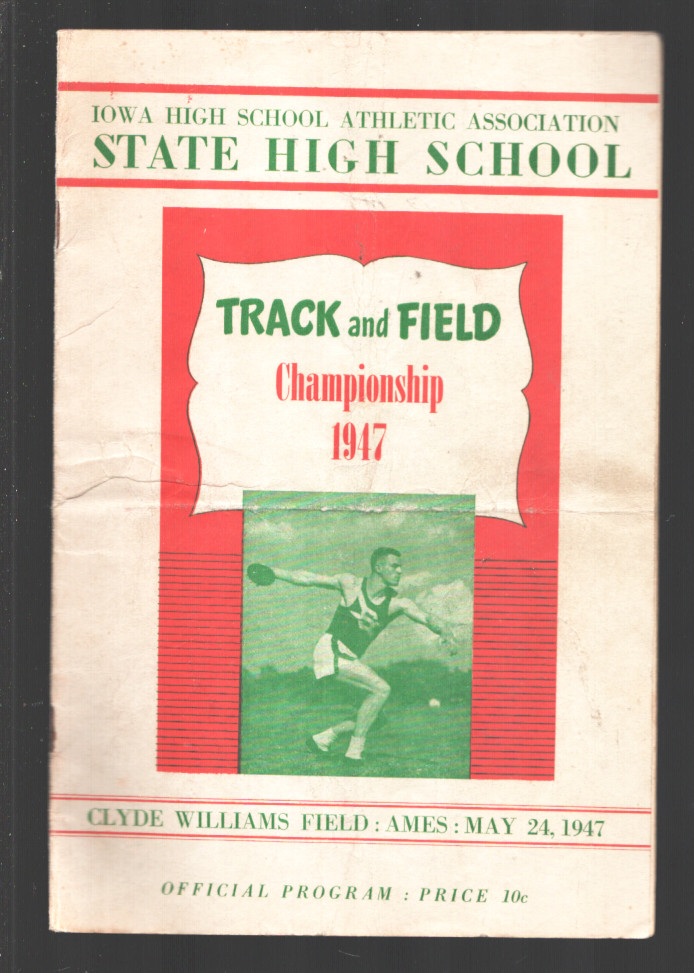 IOWA HIGH SCHOOL ATHLETIC ASSOCIATION
STATE HIGH SCHOOL
TRACK and FIELD
Championship
1947
CLYDE WILLIAMS FIELD : AMES : MAY 24, 1947
OFFICIAL PROGRAM : PRICE 10c